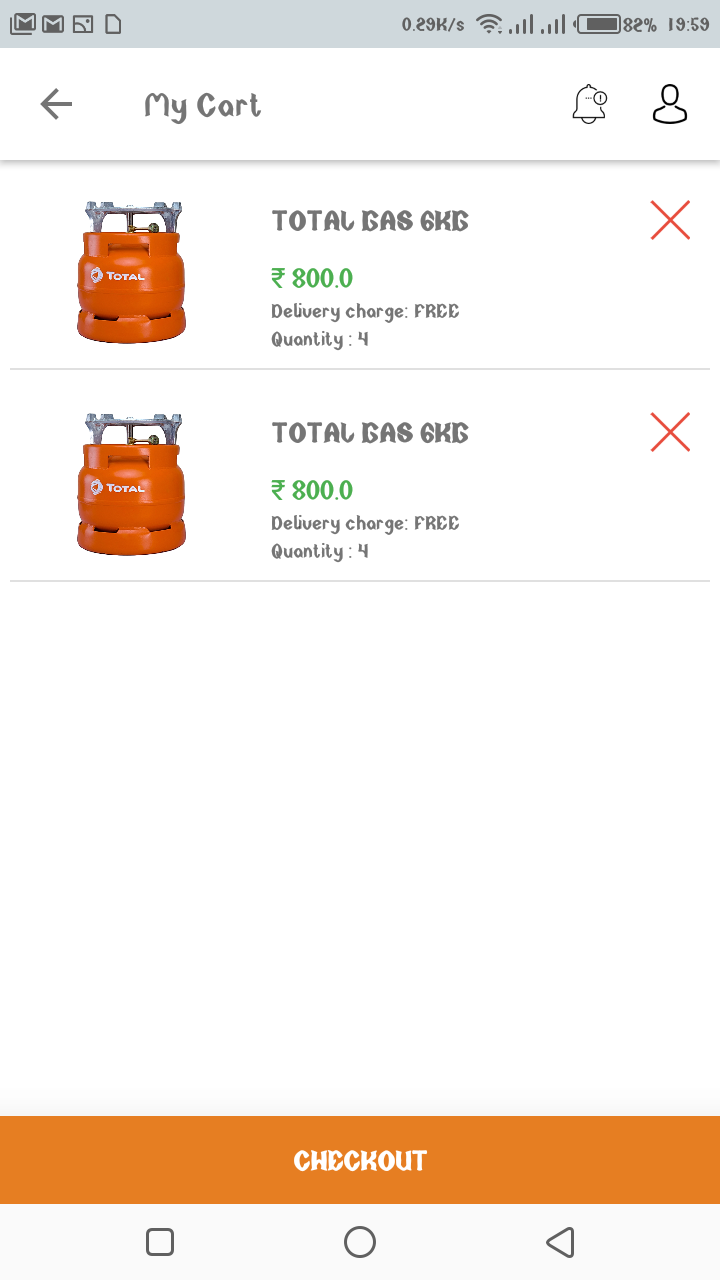 0.29K/s 82% 19:59
My Cart
TOTAL GAS 6KG
₹ 800.0
Delivery charge: FREE
Quantity : 4
TOTAL
TOTAL GAS 6KG
₹ 800.0
Delivery charge: FREE
Quantity : 4
TOTAL
CHECKOUT